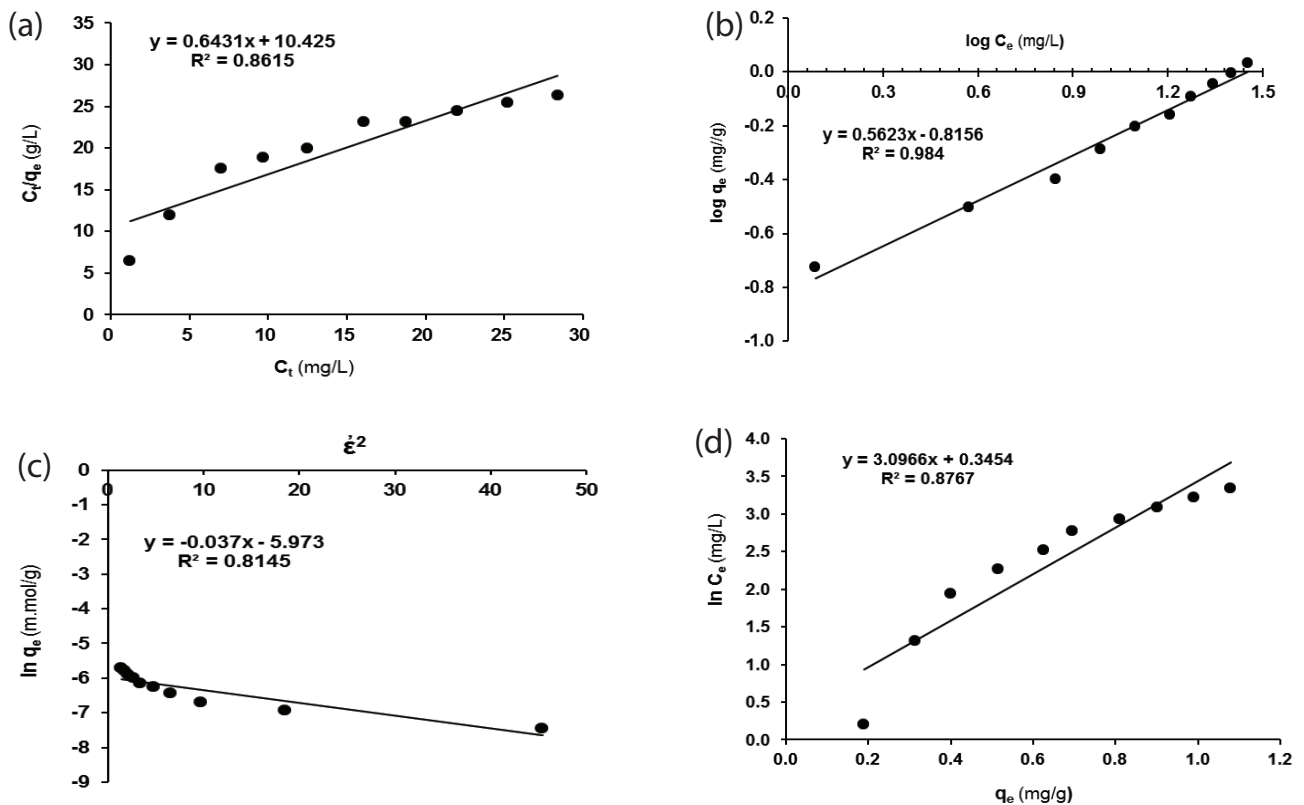 (a)
y = 0.6431x + 10.425
R² = 0.8615
35
30
25
20
15
10
5
0
0 5 10 15 20 25 30
Cₜ/qₑ (g/L)
Cₜ (mg/L)
(b)
log Cₑ (mg/L)
0.2
0.0
-0.2
-0.4
-0.6
-0.8
-1.0
0.0 0.3 0.6 0.9 1.2 1.5
y = 0.5623x - 0.8156
R² = 0.984
log qₑ (mg//g)
(c)
ἐ²
0
-1
-2
-3
-4
-5
-6
-7
-8
-9
0 10 20 30 40 50
y = -0.037x - 5.973
R² = 0.8145
ln qₑ (m.mol/g)
(d)
y = 3.0966x + 0.3454
R² = 0.8767
4.0
3.5
3.0
2.5
2.0
1.5
1.0
0.5
0.0
0.0 0.2 0.4 0.6 0.8 1.0 1.2
ln Cₑ (mg/L)
qₑ (mg/g)